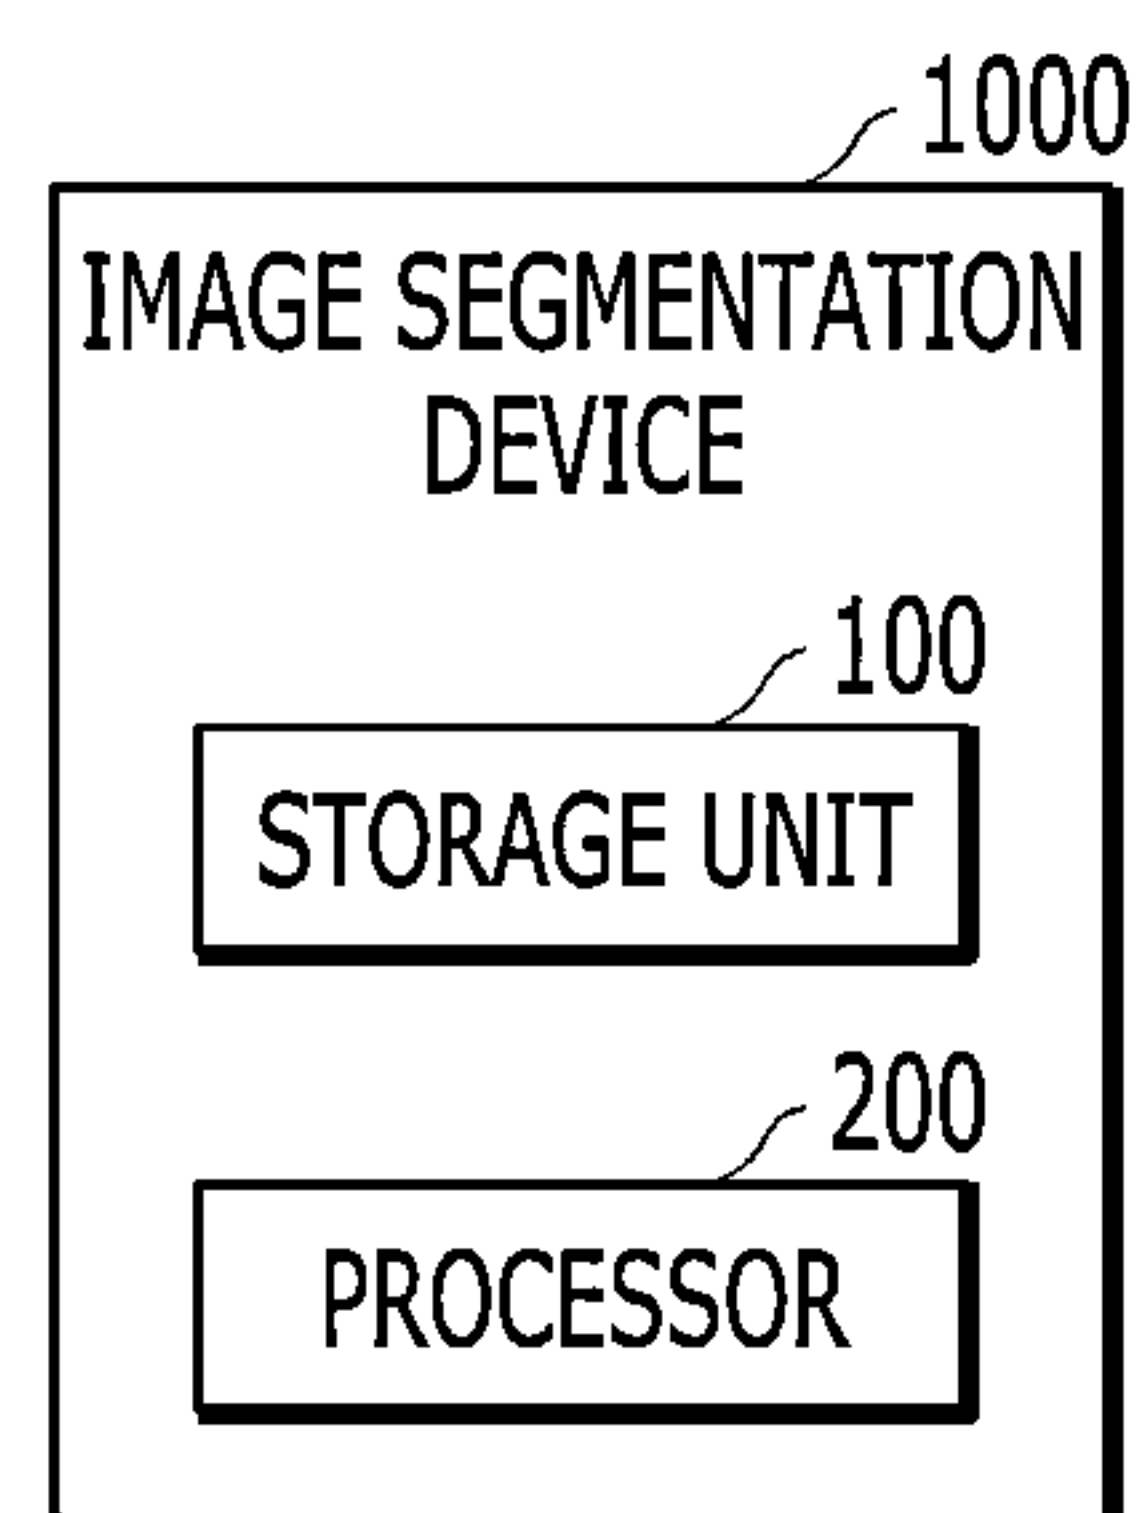 1000
IMAGE SEGMENTATION
DEVICE
100
STORAGE UNIT
200
PROCESSOR